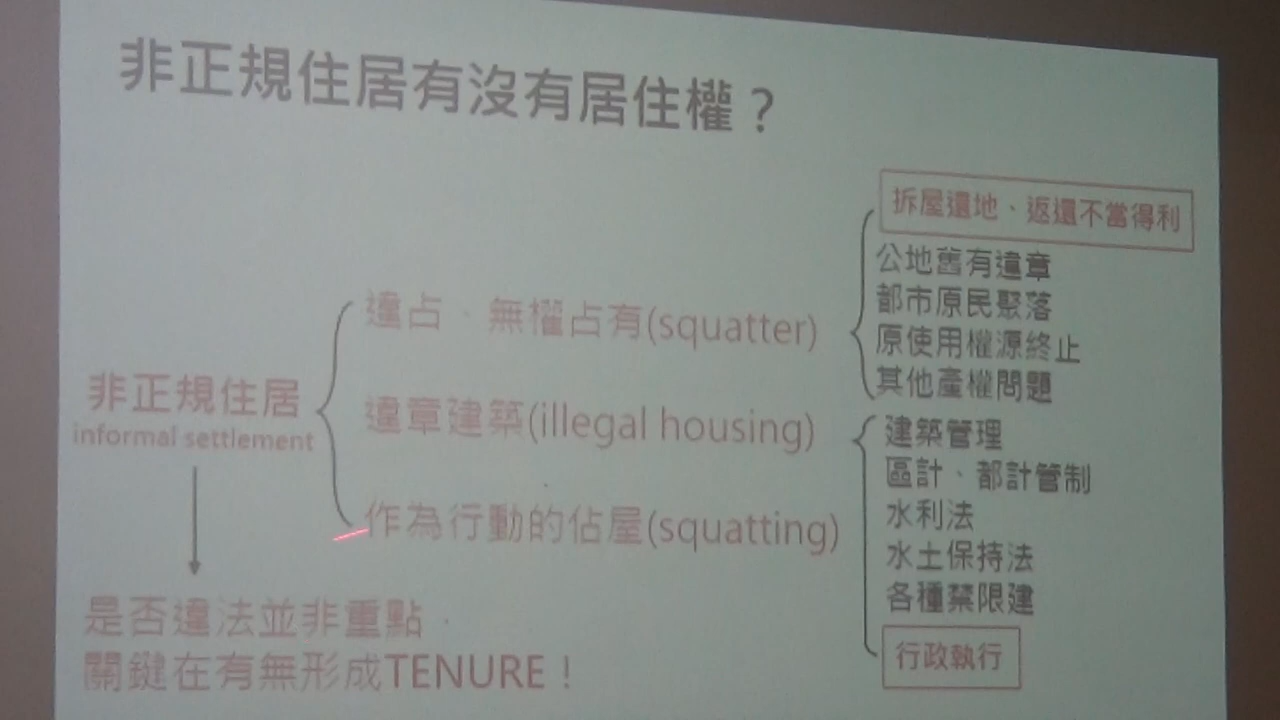 非正規住居有沒有居住權？
非正規住居
informal settlement
是否違法並非重點
關鍵在有無形成TENURE！
違占、無權占有(squatter)
違章建築(illegal housing)
作為行動的佔屋(squatting)
拆屋還地、返還不當得利
公地舊有違章
都市原民聚落
原使用權源終止
其他產權問題
建築管理
區計、都計管制
水利法
水土保持法
各種禁限建
行政執行